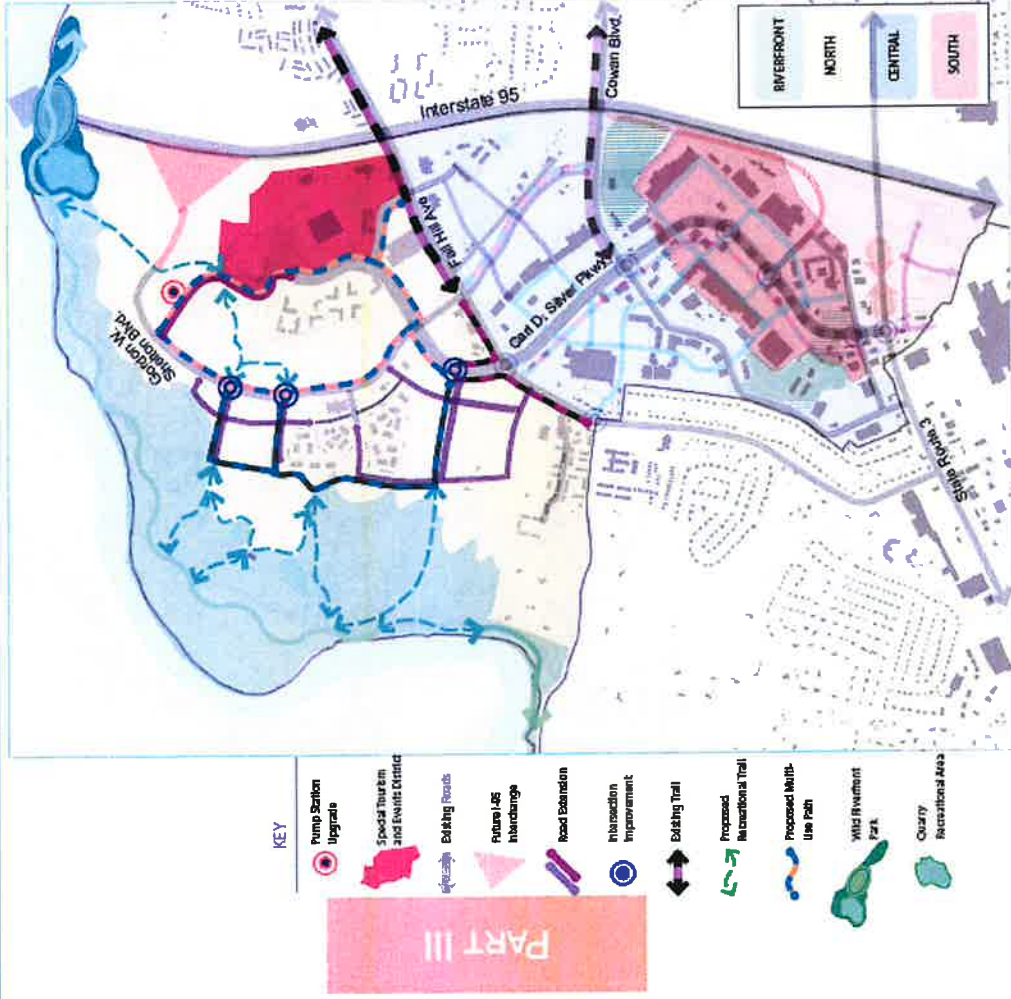 PART III
KEY
Pump Station
Upgrade
Special Tourism
and Events District
Existing Roads
Future I-95
Interchange
Road Extension
Intersection
Improvement
Existing Trail
Proposed
Recreational Trail
Proposed Multi-
Use Path
Wild Riverfront
Park
Quarry
Recreational Area
Gordon W.
Shelton Blvd.
Fall Hill Ave
Carl D. Silver Pkwy
Interstate 95
Cowan Blvd.
State Route 3
RIVERFRONT
NORTH
CENTRAL
SOUTH